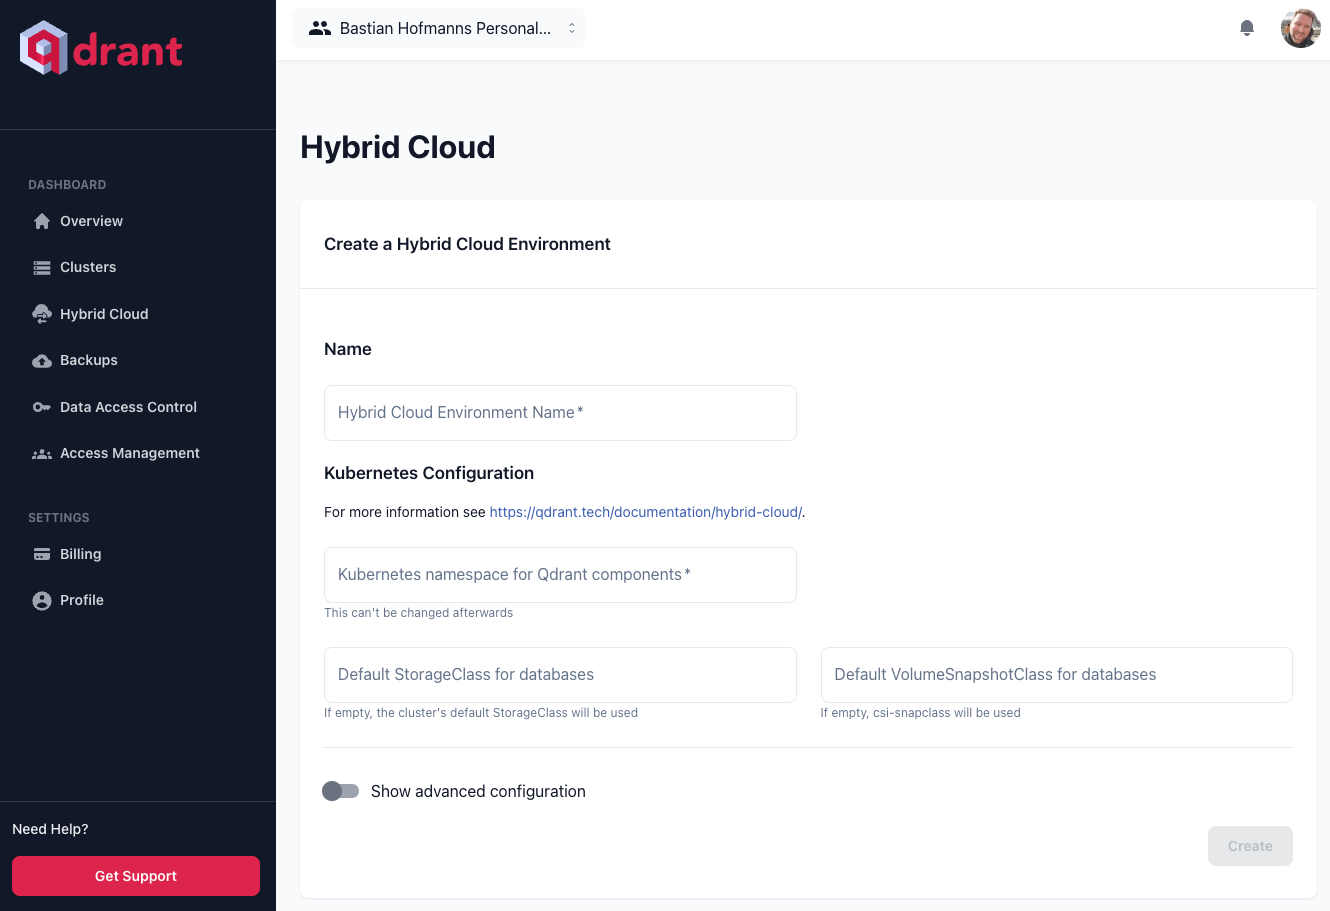 qdrant
Bastian Hofmanns Personal...
DASHBOARD
Overview
Clusters
Hybrid Cloud
Backups
Data Access Control
Access Management
SETTINGS
Billing
Profile
Need Help?
Get Support
Hybrid Cloud
Create a Hybrid Cloud Environment
Name
Hybrid Cloud Environment Name*
Kubernetes Configuration
For more information see https://qdrant.tech/documentation/hybrid-cloud/.
Kubernetes namespace for Qdrant components*
This can't be changed afterwards
Default StorageClass for databases
If empty, the cluster's default StorageClass will be used
Default VolumeSnapshotClass for databases
If empty, csi-snapclass will be used
Show advanced configuration
Create